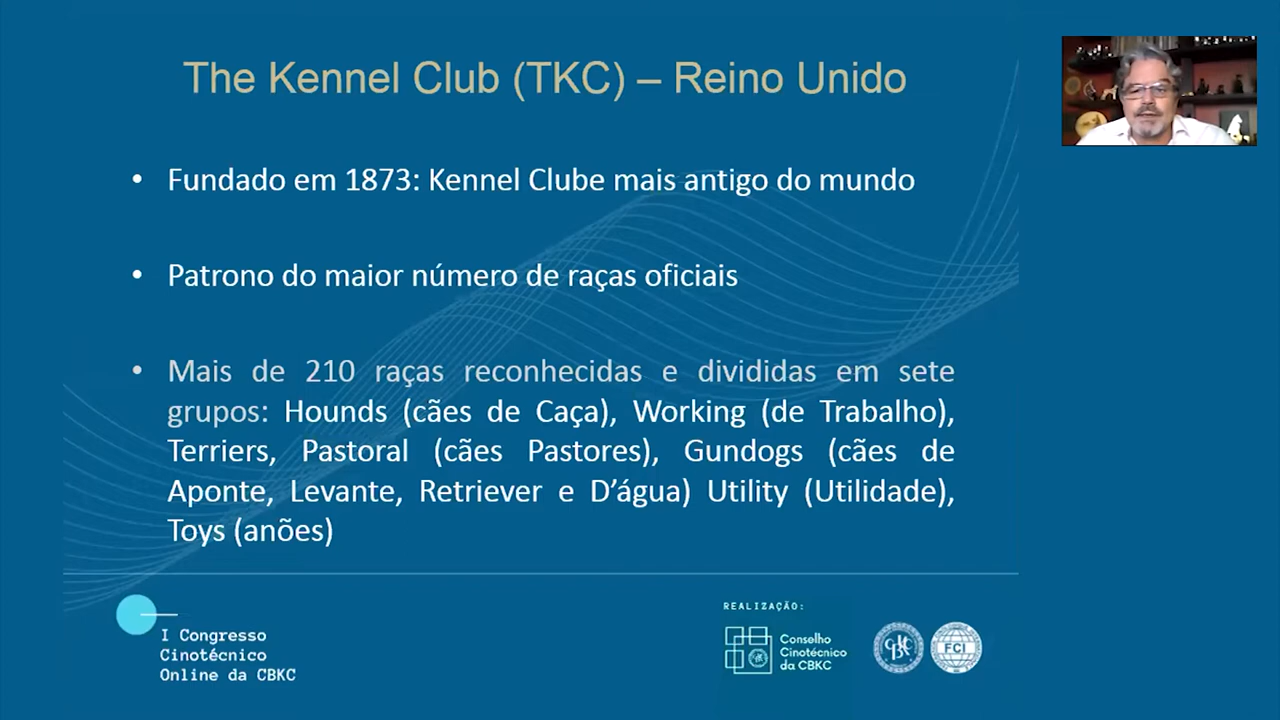 The Kennel Club (TKC) – Reino Unido
• Fundado em 1873: Kennel Clube mais antigo do mundo
• Patrono do maior número de raças oficiais
• Mais de 210 raças reconhecidas e divididas em sete
grupos: Hounds (cães de Caça), Working (de Trabalho),
Terriers, Pastoral (cães Pastores), Gundogs (cães de
Aponte, Levante, Retriever e D’água) Utility (Utilidade),
Toys (anões)
I Congresso
Cinotécnico
Online da CBKC
REALIZAÇÃO:
Conselho
Cinotécnico
da CBKC
FCI